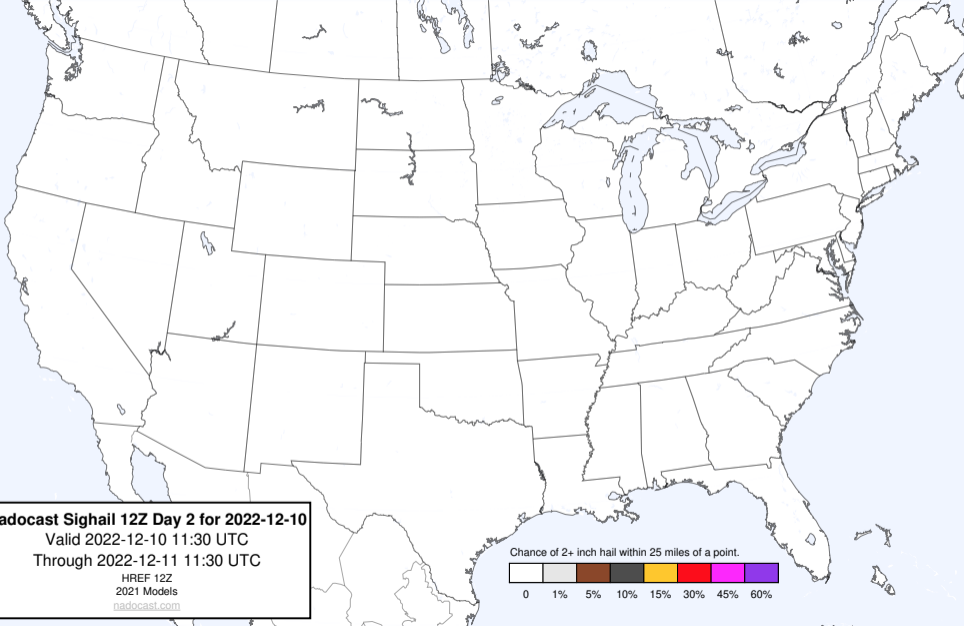 adocast Sighail 12Z Day 2 for 2022-12-10
Valid 2022-12-10 11:30 UTC
Through 2022-12-11 11:30 UTC
HREF 12Z
2021 Models
nadocast.com
Chance of 2+ inch hail within 25 miles of a point.
0 1% 5% 10% 15% 30% 45% 60%